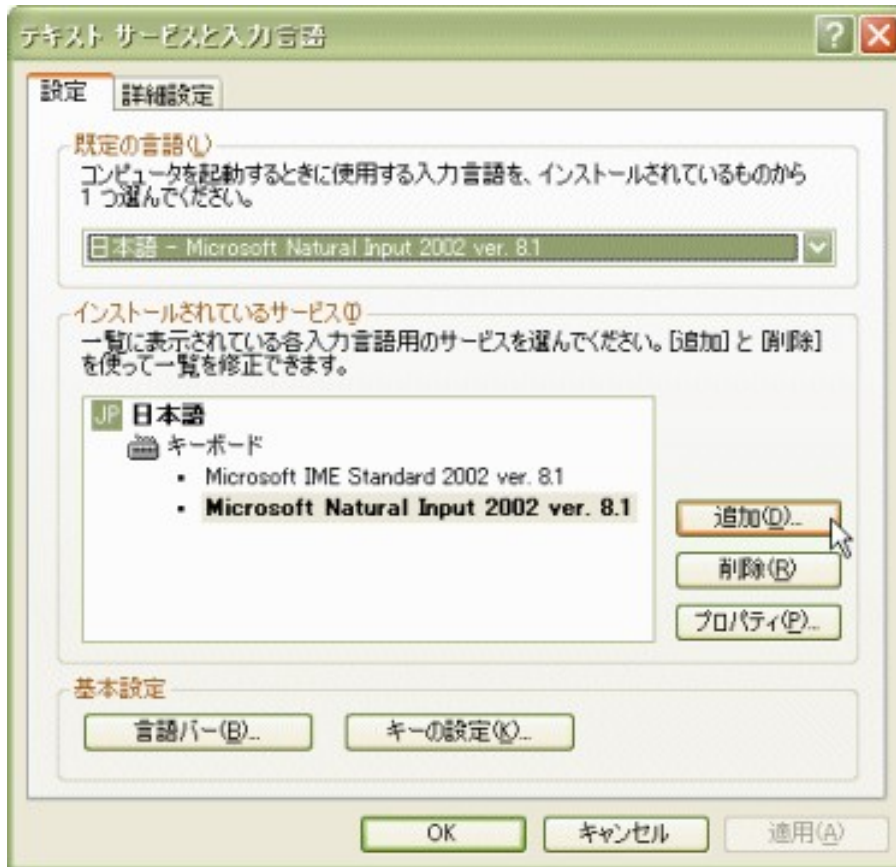 テキスト サービスと入力言語
設定
詳細設定
既定の言語(L)
コンピュータを起動するときに使用する入力言語を、インストールされているものから
1 つ選んでください。
日本語 - Microsoft Natural Input 2002 ver. 8.1
インストールされているサービス(I)
一覧に表示されている各入力言語用のサービスを選んでください。[追加] と [削除]
を使って一覧を修正できます。
JP 日本語
キーボード
• Microsoft IME Standard 2002 ver. 8.1
• Microsoft Natural Input 2002 ver. 8.1
追加(D)...
削除(R)
プロパティ(P)...
基本設定
言語バー(B)...
キーの設定(K)...
OK
キャンセル
適用(A)